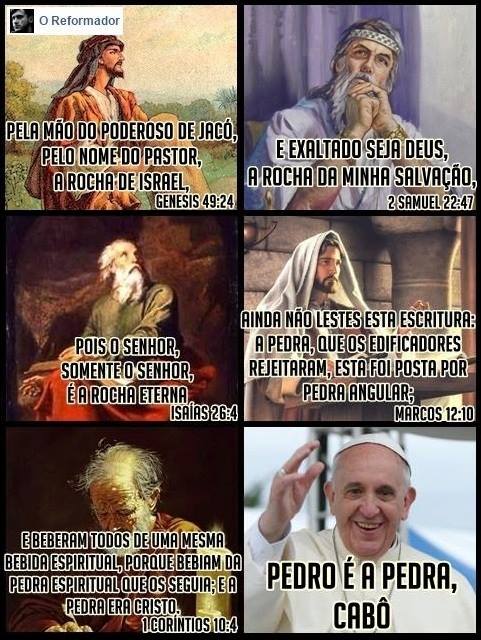 O Reformador
PELA MÃO DO PODEROSO DE JACÓ,
PELO NOME DO PASTOR,
A ROCHA DE ISRAEL,
GENESIS 49:24
E EXALTADO SEJA DEUS,
A ROCHA DA MINHA SALVAÇÃO,
2 SAMUEL 22:47
POIS O SENHOR,
SOMENTE O SENHOR,
É A ROCHA ETERNA
ISAÍAS 26:4
AINDA NÃO LESTES ESTA ESCRITURA:
A PEDRA, QUE OS EDIFICADORES
REJEITARAM, ESTA FOI POSTA POR
PEDRA ANGULAR;
MARCOS 12:10
E BEBERAM TODOS DE UMA MESMA
BEBIDA ESPIRITUAL, PORQUE BEBIAM DA
PEDRA ESPIRITUAL QUE OS SEGUIA; E A
PEDRA ERA CRISTO.
1 CORÍNTIOS 10:4
PEDRO É A PEDRA,
CABÔ